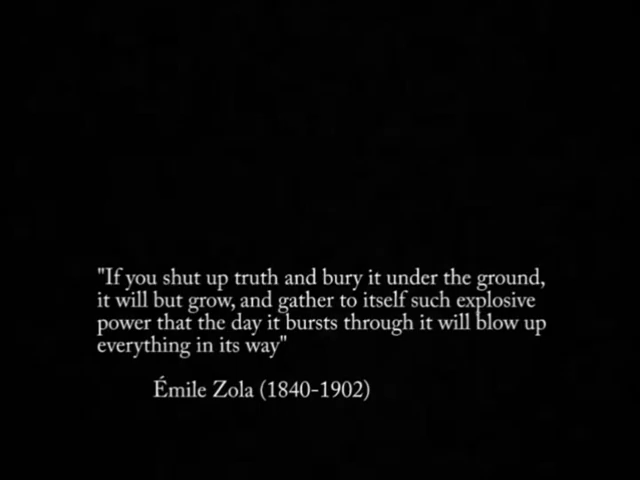 "If you shut up truth and bury it under the ground,
it will but grow, and gather to itself such explosive
power that the day it bursts through it will blow up
everything in its way"
Émile Zola (1840-1902)